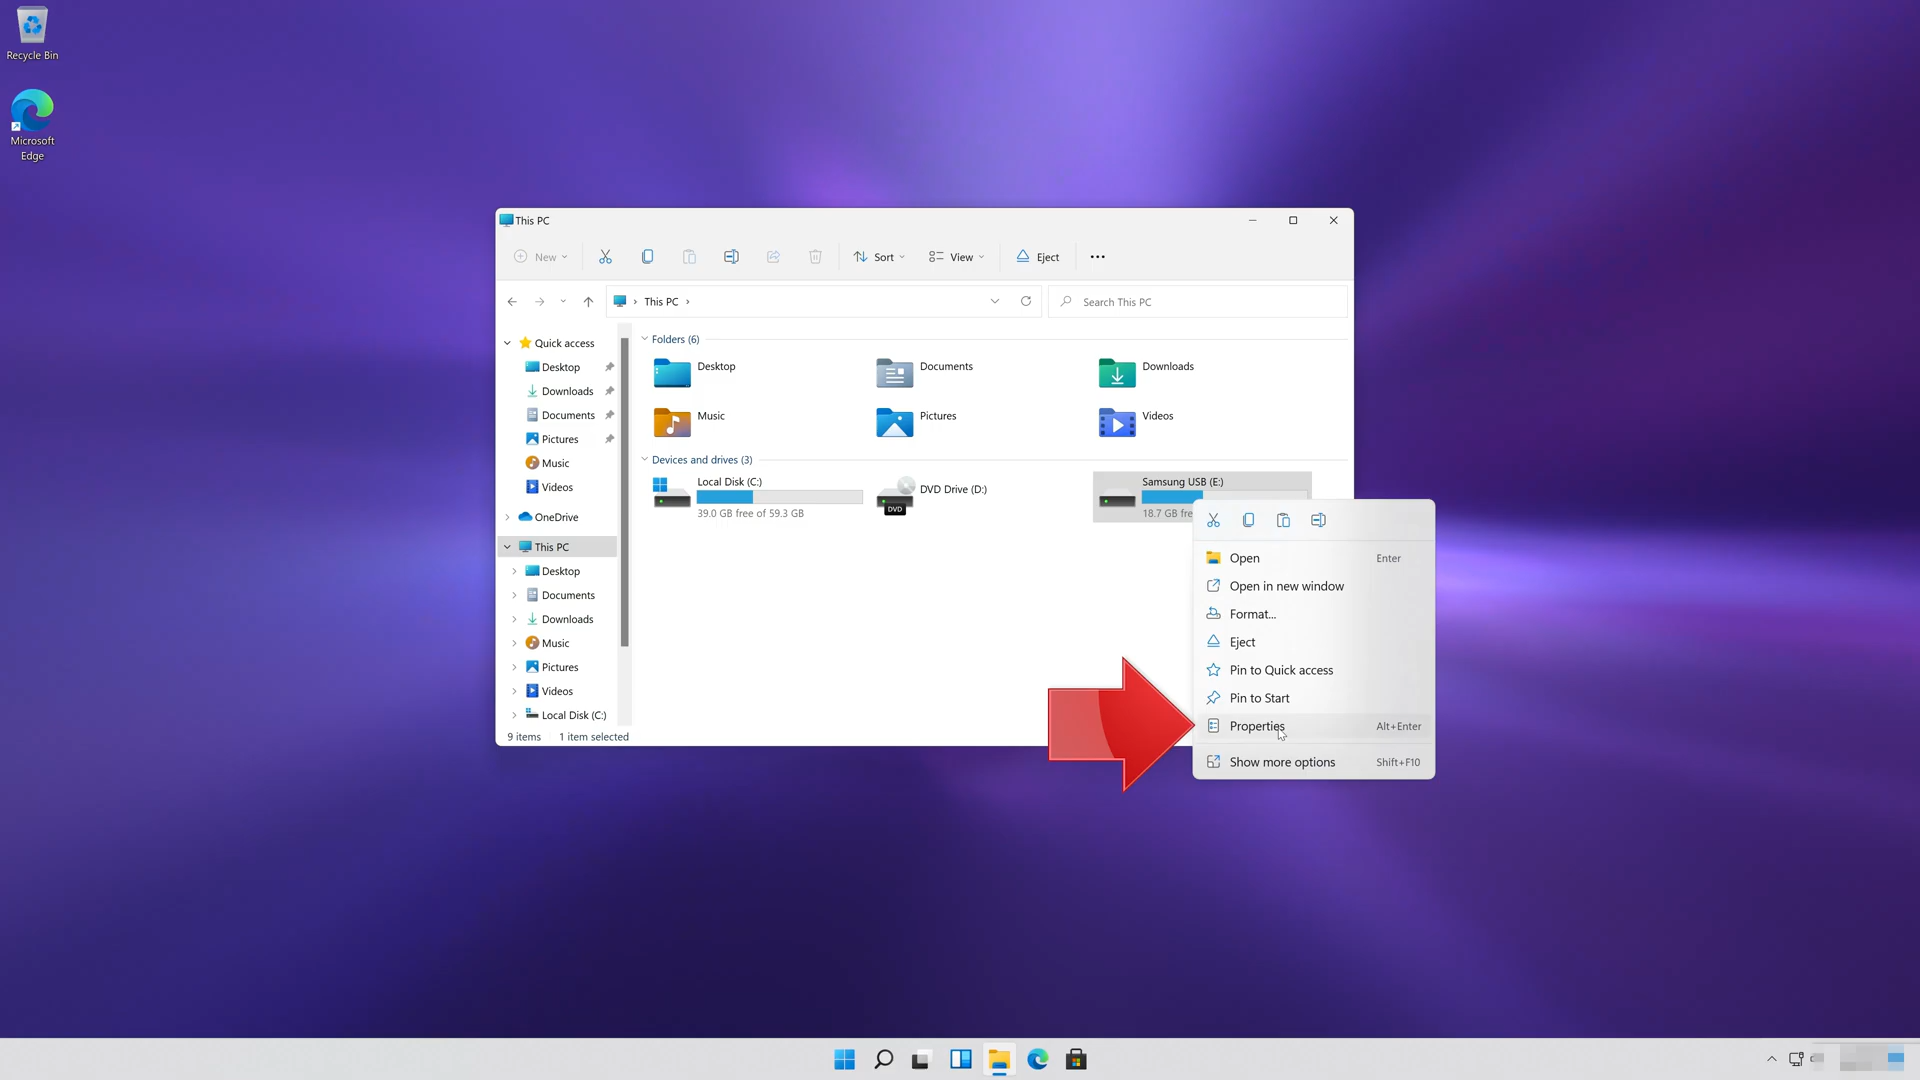 Recycle Bin
Microsoft
Edge
This PC
New
Sort
View
Eject
This PC
Search This PC
Quick access
Desktop
Downloads
Documents
Pictures
Music
Videos
OneDrive
This PC
Desktop
Documents
Downloads
Music
Pictures
Videos
Local Disk (C:)
Folders (6)
Desktop
Documents
Downloads
Music
Pictures
Videos
Devices and drives (3)
Local Disk (C:)
39.0 GB free of 59.3 GB
DVD Drive (D:)
DVD
Samsung USB (E:)
18.7 GB fre
Open Enter
Open in new window
Format...
Eject
Pin to Quick access
Pin to Start
Properties Alt+Enter
Show more options Shift+F10
9 items 1 item selected